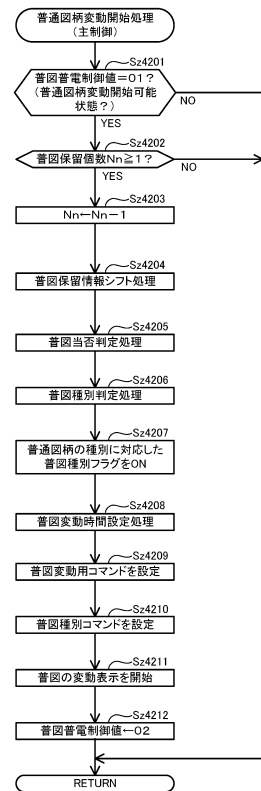 普通図柄変動開始処理
(主制御)
Sz4201
普図普電制御値=01?
(普通図柄変動開始可能
状態?)
NO
YES
Sz4202
普図保留個数Nn≧1?
NO
YES
Sz4203
Nn←Nn-1
Sz4204
普図保留情報シフト処理
Sz4205
普図当否判定処理
Sz4206
普図種別判定処理
Sz4207
普通図柄の種別に対応した
普図種別フラグをON
Sz4208
普図変動時間設定処理
Sz4209
普図変動用コマンドを設定
Sz4210
普図種別コマンドを設定
Sz4211
普図の変動表示を開始
Sz4212
普図普電制御値←02
RETURN